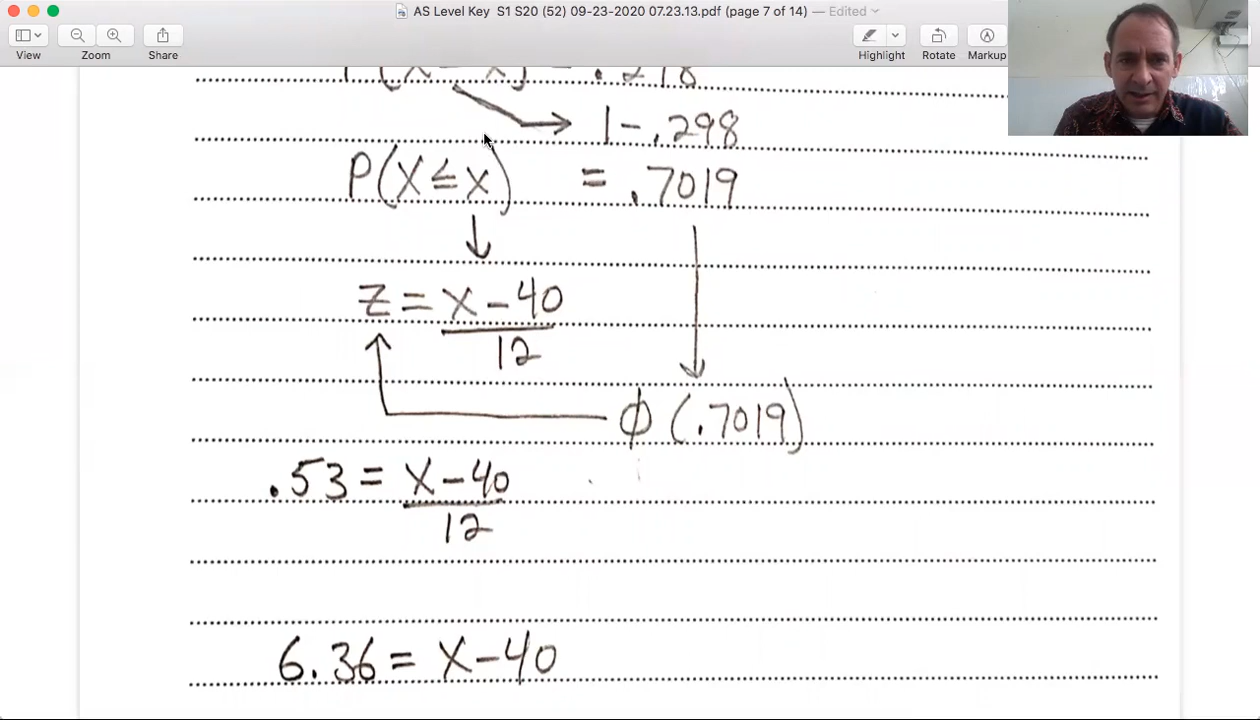 AS Level Key S1 S20 (52) 09-23-2020 07.23.13.pdf (page 7 of 14) — Edited
View Zoom Share Highlight Rotate Markup
1 - .298
P(X ≤ x) = .7019
z = x - 40
12
ϕ (.7019)
.53 = x - 40
12
6.36 = x - 40